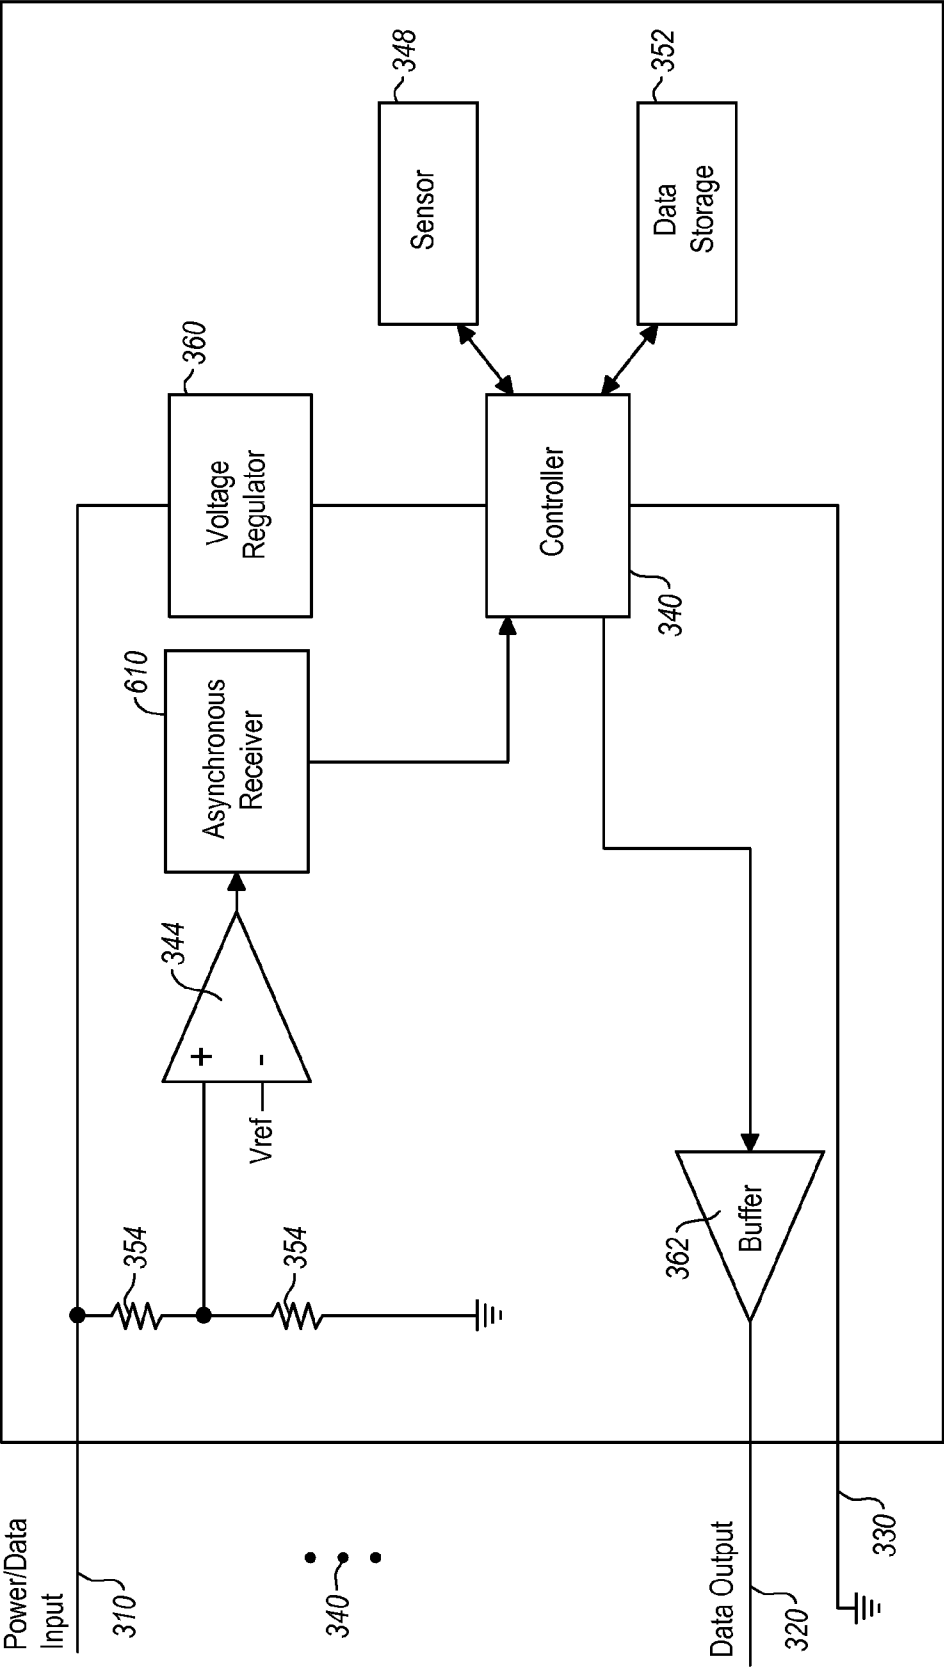 Power/Data
Input
310
354
354
Vref
+
-
344
Asynchronous
Receiver
610
Voltage
Regulator
360
Sensor
348
Data
Storage
352
Controller
340
340
Buffer
362
Data Output
320
330